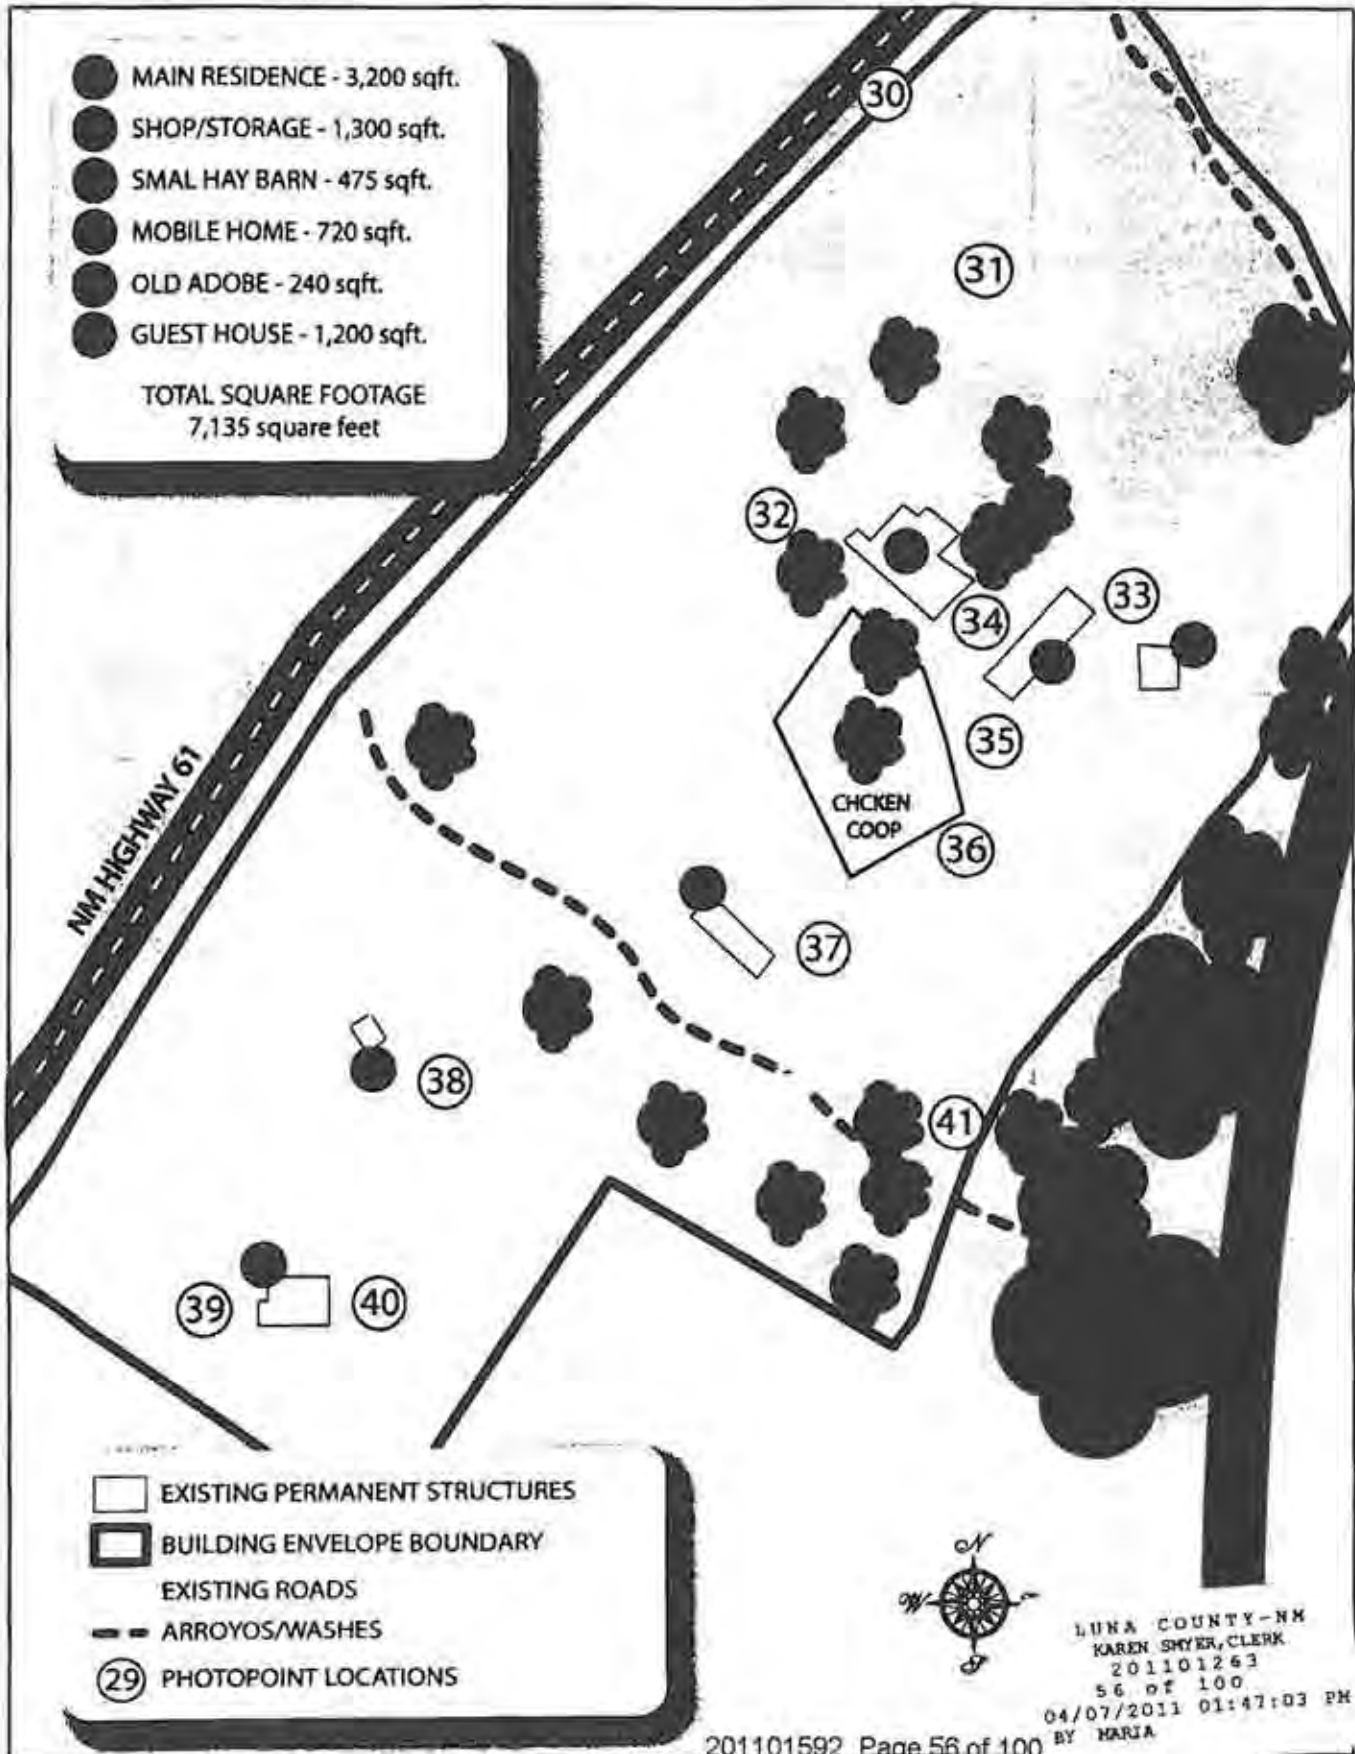 MAIN RESIDENCE - 3,200 sqft.
SHOP/STORAGE - 1,300 sqft.
SMAL HAY BARN - 475 sqft.
MOBILE HOME - 720 sqft.
OLD ADOBE - 240 sqft.
GUEST HOUSE - 1,200 sqft.
TOTAL SQUARE FOOTAGE
7,135 square feet
30
31
32
33
34
35
CHCKEN
COOP
36
NM HIGHWAY 61
37
38
41
39
40
EXISTING PERMANENT STRUCTURES
BUILDING ENVELOPE BOUNDARY
EXISTING ROADS
ARROYOS/WASHES
29 PHOTOPOINT LOCATIONS
N
W
S
LUNA COUNTY-NM
KAREN SMYER, CLERK
201101263
56 of 100
04/07/2011 01:47:03 PM
BY MARIA
201101592 Page 56 of 100